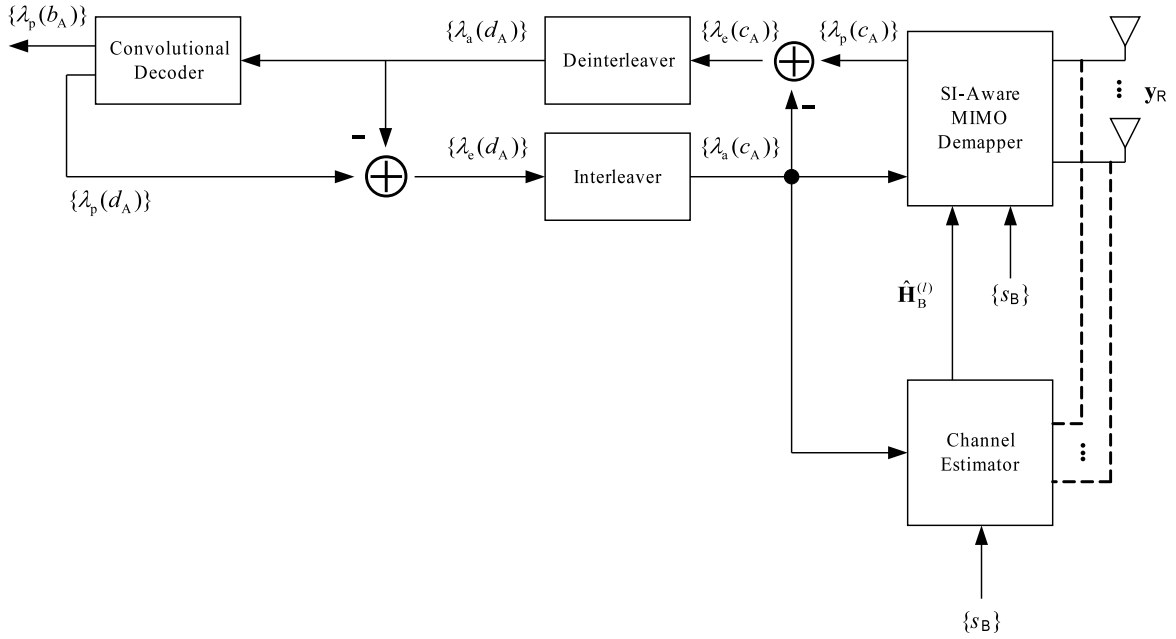 {λp(bA)}
Convolutional
Decoder
{λa(dA)}
Deinterleaver
{λe(cA)}
{λp(cA)}
SI-Aware
MIMO
Demapper
yR
{λp(dA)}
{λe(dA)}
Interleaver
{λa(cA)}
Ĥ_B^(l)
{sB}
Channel
Estimator
{sB}